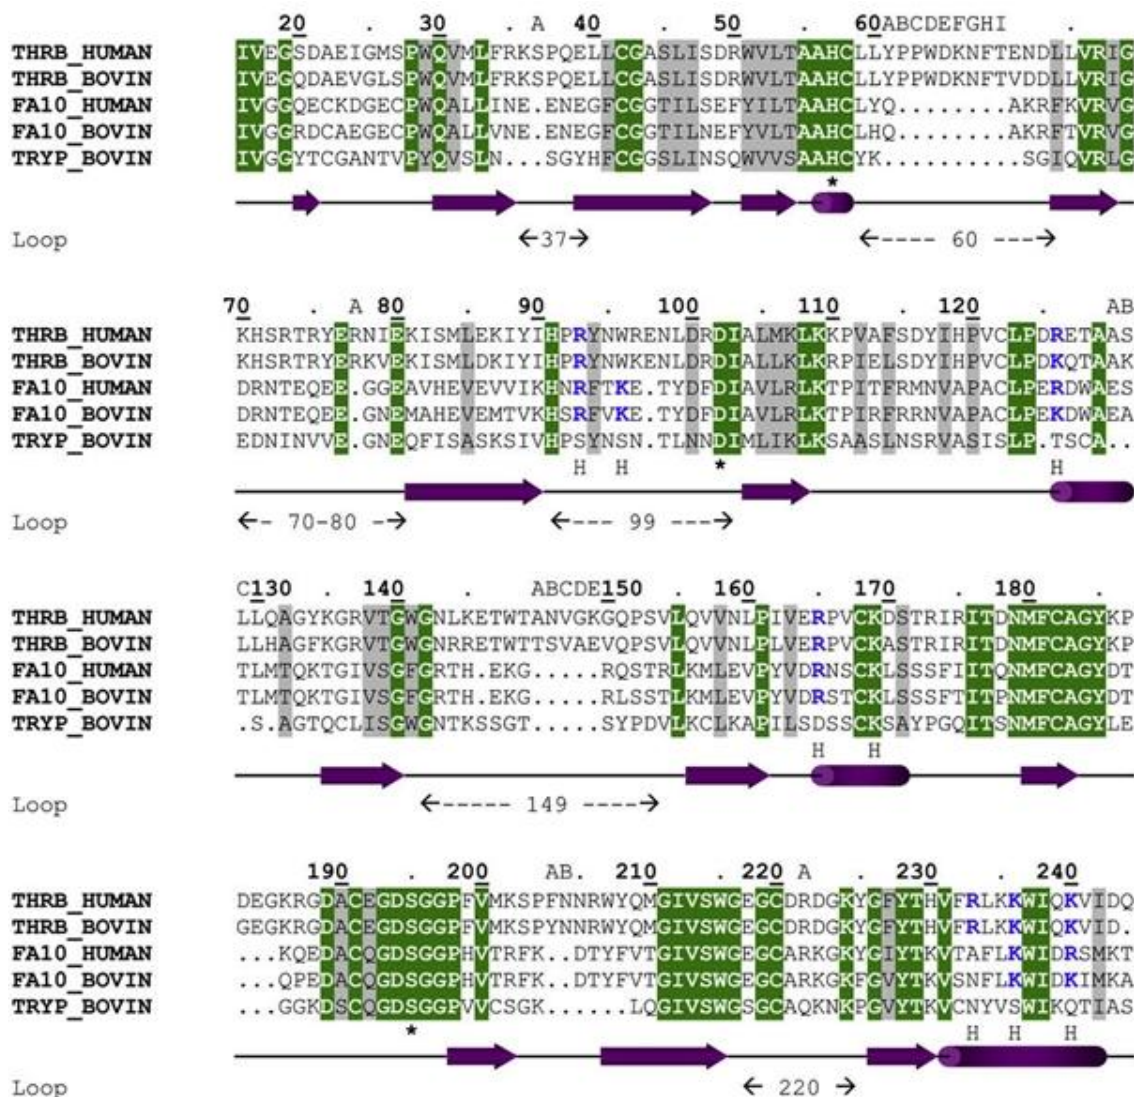 20 30 . A 40 . 50 . 60ABCDEFGHI .
THRB_HUMAN IVEGSDAEIGMSPWQVMLFRKSPQELLCGASLISDRWVLTAAHCLLYPPWDKNFTENDLLVRIG
THRB_BOVIN IVEGQDAEVGLSPWQVMLFRKSPQELLCGASLISDRWVLTAAHCLLYPPWDKNFTVDDLLVRIG
FA10_HUMAN IVGGQECKDGECPWQALLINE.ENEGFCGGTILSEFYILTAAHCLYQ........AKRFKVRVG
FA10_BOVIN IVGGRDCAEGECPWQALLVNE.ENEGFCGGTILNEFYVLTAAHCLHQ........AKRFTVRVG
TRYP_BOVIN IVGGYTCGANTVPYQVSLN...SGYHFCGGSLINSQWVVSAAHCYK..........SGIQVRLG
*
Loop ←37→ ←---- 60 ---→
70 . A 80 . 90 . 100 . 110 . 120 . AB
THRB_HUMAN KHSRTRYERNIEKISMLEKIYIHPRYNWRENLDRDIALMKLKKPVAFSDYIHPVCLPDRETAAS
THRB_BOVIN KHSRTRYERKVEKISMLDKIYIHPRYNWKENLDRDIALLKLKRPIELSDYIHPVCLPDKQTAAK
FA10_HUMAN DRNTEQEE.GGEAVHEVEVVIKHNRFTKE.TYDFDIAVLRLKTPITFRMNVAPACLPERDWAES
FA10_BOVIN DRNTEQEE.GNEMAHEVEMTVKHSRFVKE.TYDFDIAVLRLKTPIRFRRNVAPACLPEKDWAEA
TRYP_BOVIN EDNINVVE.GNEQFISASKSIVHPSYNSN.TLNNDIMLIKLKSAASLNSRVASISLP.TSCA..
H H * H
Loop ←- 70-80 -→ ←--- 99 ---→
C130 . 140 . ABCDE150 . 160 . 170 . 180 .
THRB_HUMAN LLQAGYKGRVTGWGNLKETWTANVGKGQPSVLQVVNLPIVERPVCKDSTRIRITDNMFCAGYKP
THRB_BOVIN LLHAGFKGRVTGWGNRRETWTTSVAEVQPSVLQVVNLPLVERPVCKASTRIRITDNMFCAGYKP
FA10_HUMAN TLMTQKTGIVSGFGRTH.EKG.....RQSTRLKMLEVPYVDRNSCKLSSSFIITQNMFCAGYDT
FA10_BOVIN TLMTQKTGIVSGFGRTH.EKG.....RLSSTLKMLEVPYVDRSTCKLSSSFTITPNMFCAGYDT
TRYP_BOVIN .S.AGTQCLISGWGNTKSSGT.....SYPDVLKCLKAPILSDSSCKSAYPGQITSNMFCAGYLE
H H
Loop ←----- 149 ----→
190 . 200 AB. 210 . 220 A . 230 . 240
THRB_HUMAN DEGKRGDACEGDSGGPFVMKSPFNNRWYQMGIVSWGEGCDRDGKYGFYTHVFRLKKWIQKVIDQ
THRB_BOVIN GEGKRGDACEGDSGGPFVMKSPYNNRWYQMGIVSWGEGCDRDGKYGFYTHVFRLKKWIQKVID.
FA10_HUMAN ...KQEDACQGDSGGPHVTRFK..DTYFVTGIVSWGEGCARKGKYGIYTKVTAFLKWIDRSMKT
FA10_BOVIN ...QPEDACQGDSGGPHVTRFK..DTYFVTGIVSWGEGCARKGKFGVYTKVSNFLKWIDKIMKA
TRYP_BOVIN ...GGKDSCQGDSGGPVVCSGK......LQGIVSWGSGCAQKNKPGVYTKVCNYVSWIKQTIAS
* H H H
Loop ← 220 →